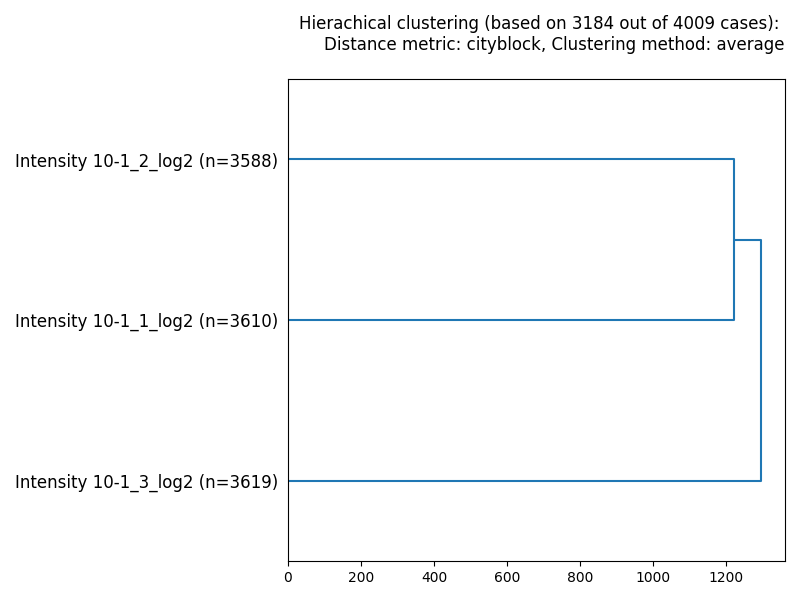 Hierachical clustering (based on 3184 out of 4009 cases):
Distance metric: cityblock, Clustering method: average
Intensity 10-1_2_log2 (n=3588)
Intensity 10-1_1_log2 (n=3610)
Intensity 10-1_3_log2 (n=3619)
0 200 400 600 800 1000 1200